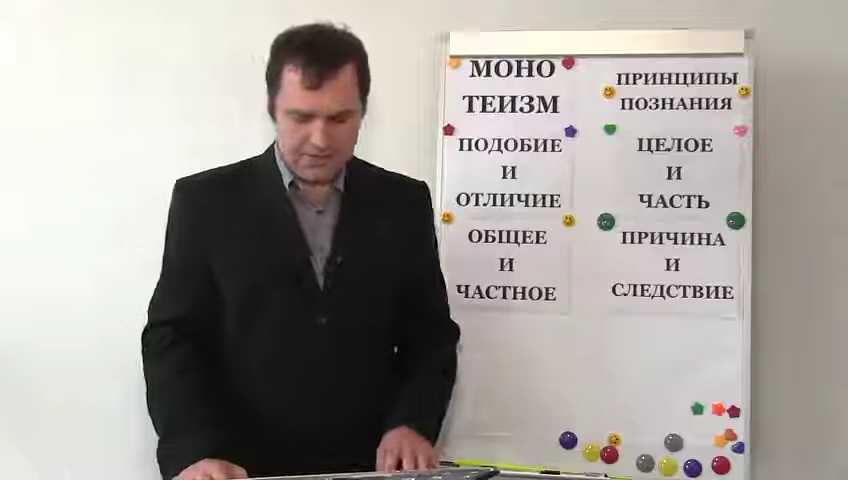 МОНО
ТЕИЗМ
ПРИНЦИПЫ
ПОЗНАНИЯ
ПОДОБИЕ
И
ОТЛИЧИЕ
ЦЕЛОЕ
И
ЧАСТЬ
ОБЩЕЕ
И
ЧАСТНОЕ
ПРИЧИНА
И
СЛЕДСТВИЕ